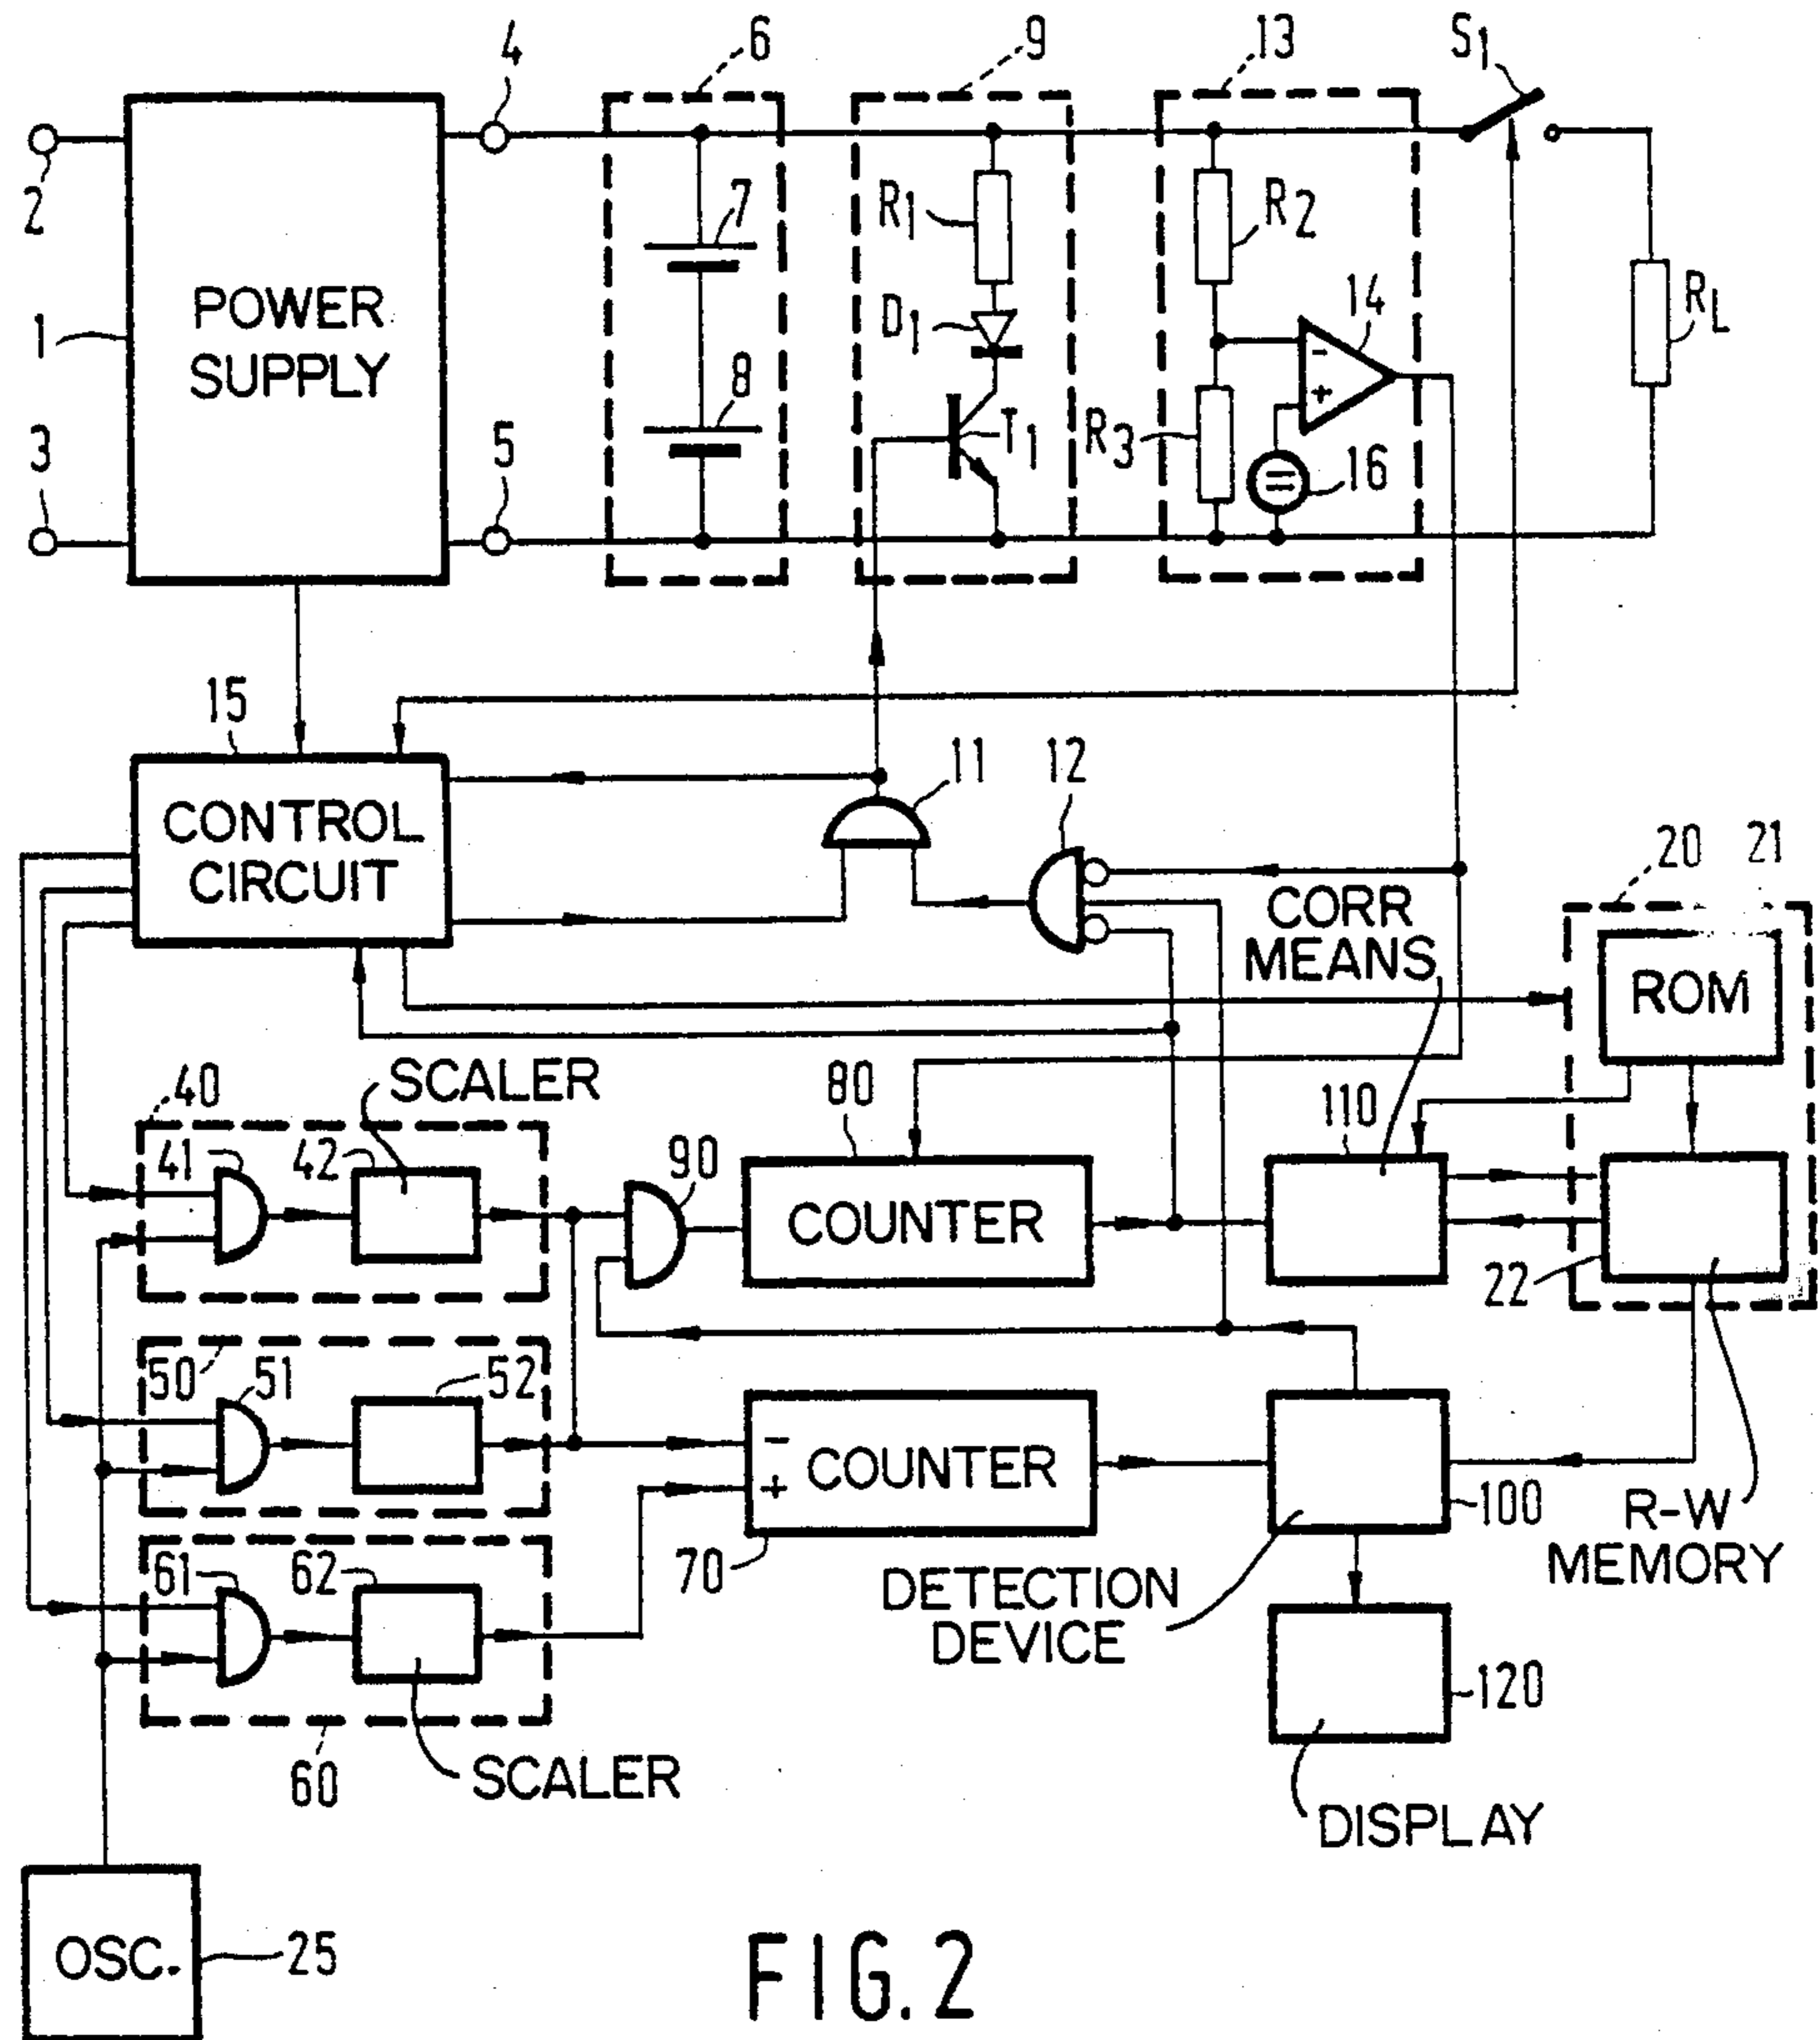 4
6
9
13
S1
2
7
R1
R2
1
POWER
SUPPLY
D1
14
RL
8
3
5
T1
R3
-
+
16
15
11
12
CONTROL
CIRCUIT
20
21
CORR
MEANS
ROM
SCALER
40
80
110
41
42
90
COUNTER
22
50
51
52
-
+
COUNTER
100
R-W
MEMORY
61
62
70
DETECTION
DEVICE
120
60
SCALER
DISPLAY
OSC.
25
FIG. 2